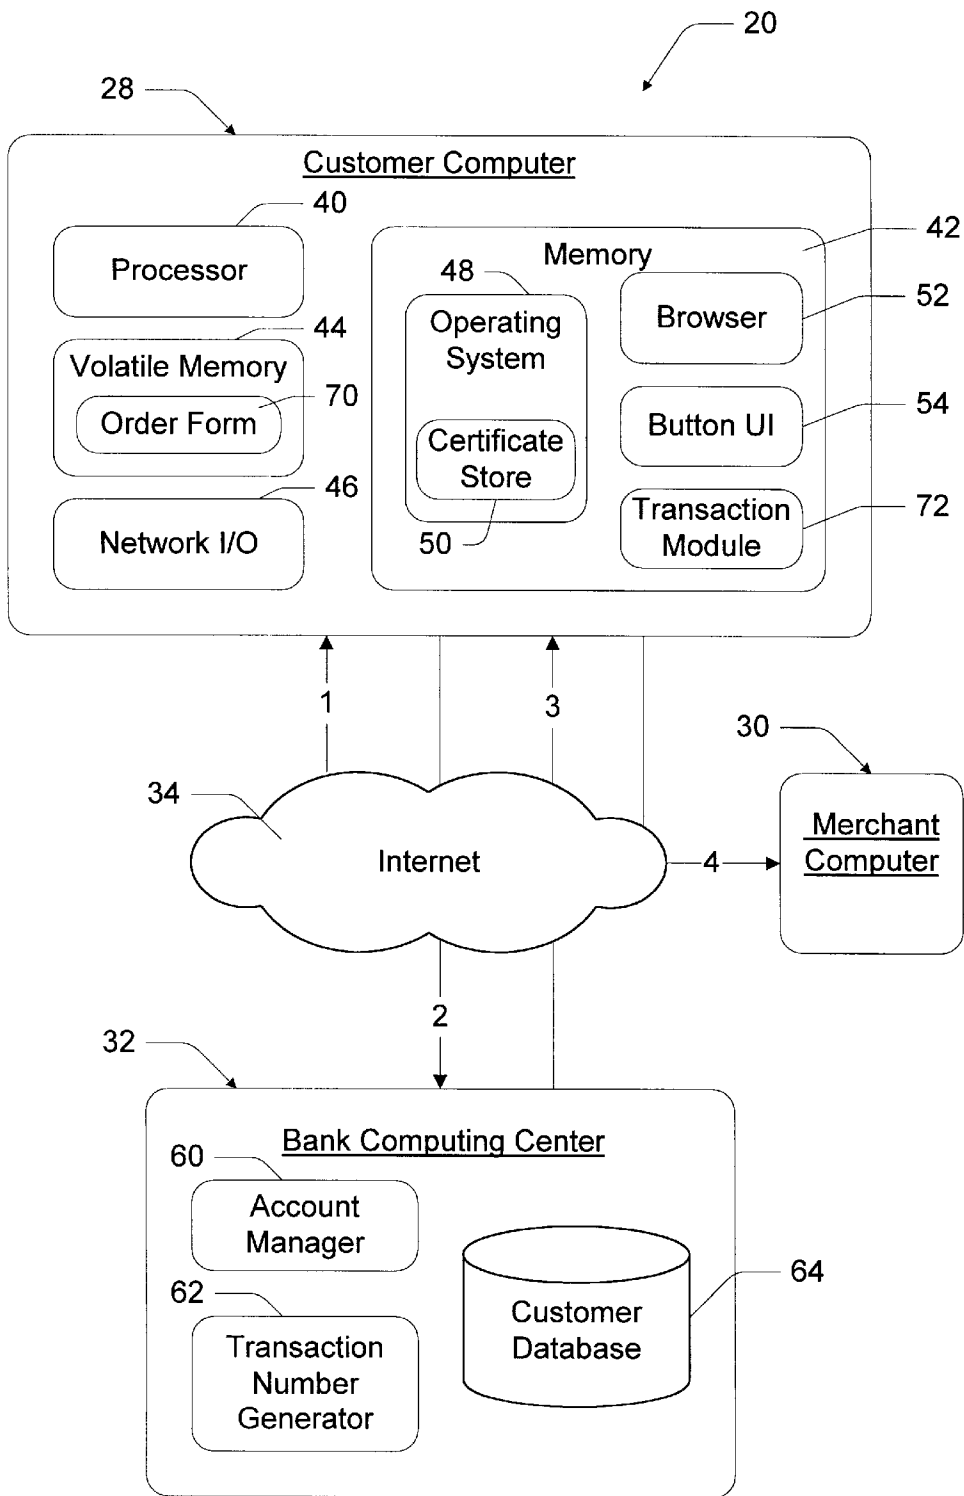 20
28
Customer Computer
40
Processor
42
Memory
48
Operating
System
Browser
52
44
Volatile Memory
70
Order Form
Button UI
54
Certificate
Store
46
Network I/O
50
Transaction
Module
72
1
3
30
34
Internet
4
Merchant
Computer
2
32
Bank Computing Center
60
Account
Manager
64
62
Customer
Database
Transaction
Number
Generator